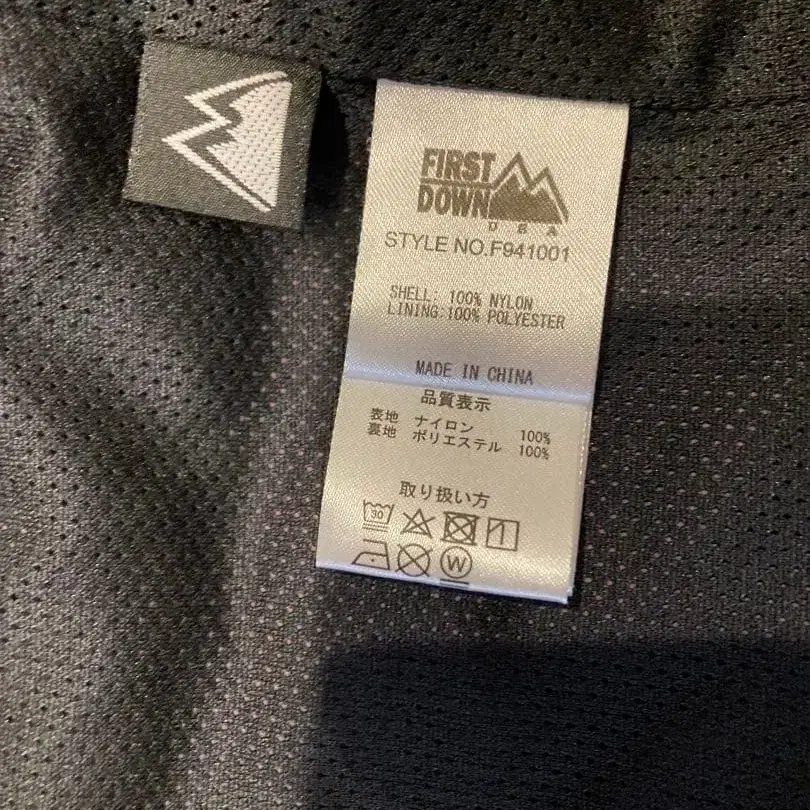 FIRST
DOWN
USA
STYLE NO.F941001
SHELL: 100% NYLON
LINING:100% POLYESTER
MADE IN CHINA
品質表示
表地 ナイロン 100%
裏地 ポリエステル 100%
取り扱い方
30
W